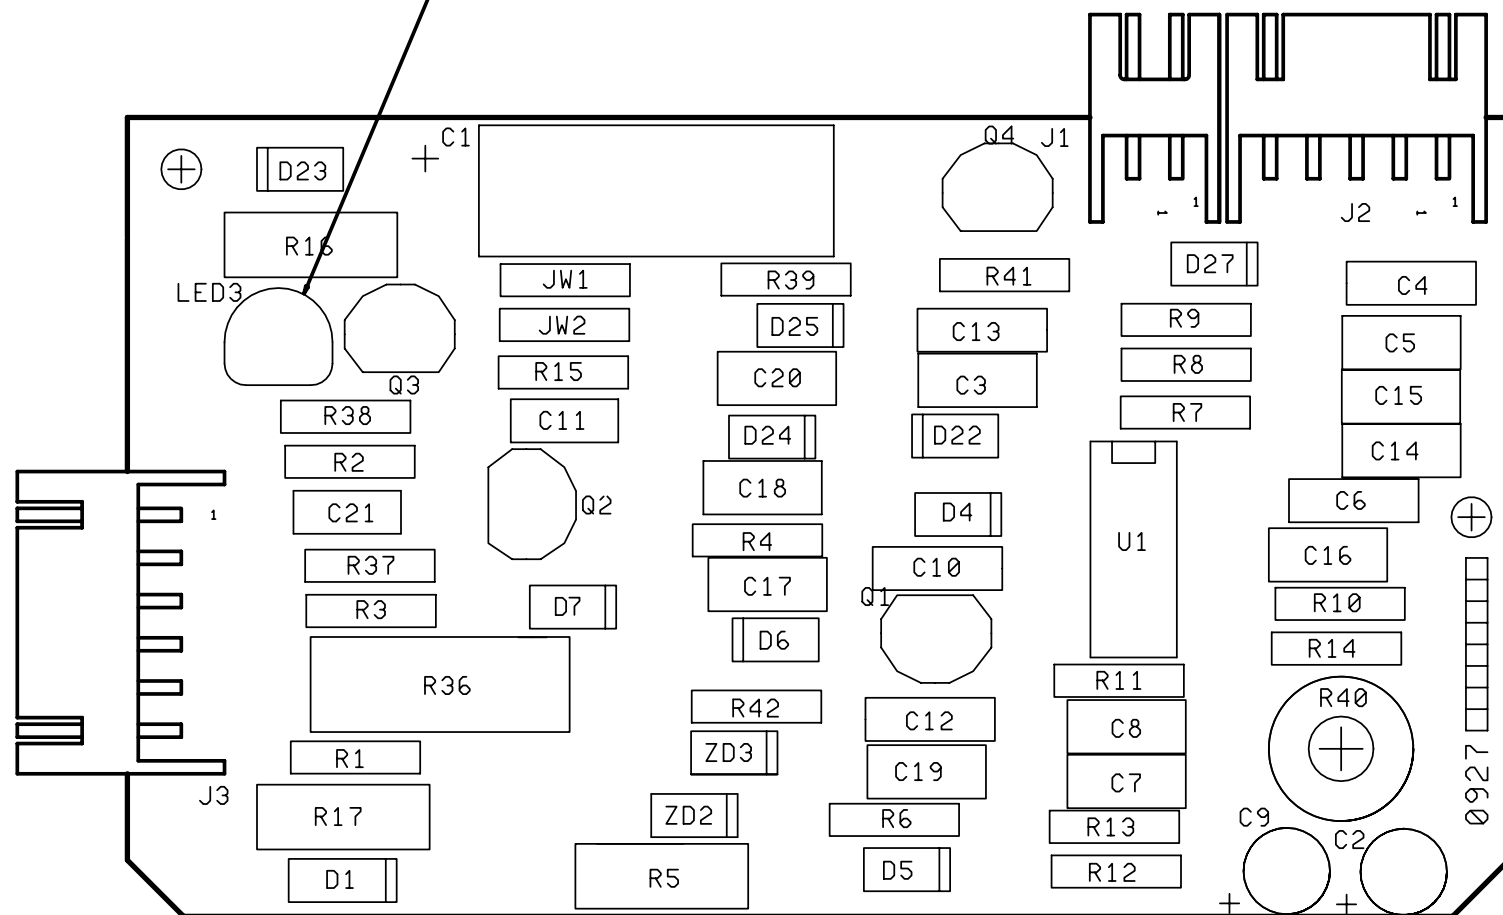 C1
Q4
J1
D23
1
1
1
1
J2
R16
D27
JW1
R39
R41
C4
LED3
JW2
D25
C13
R9
C5
R15
C20
C3
R8
Q3
C15
R38
C11
R7
D24
D22
R2
C14
C18
Q2
C6
C21
1
D4
R4
U1
C16
R37
C17
C10
Q1
R3
D7
R10
D6
R14
R36
R11
R40
R42
C12
C8
ZD3
R1
C19
C7
0927
J3
R17
ZD2
R6
R13
C9
C2
D1
R5
D5
R12